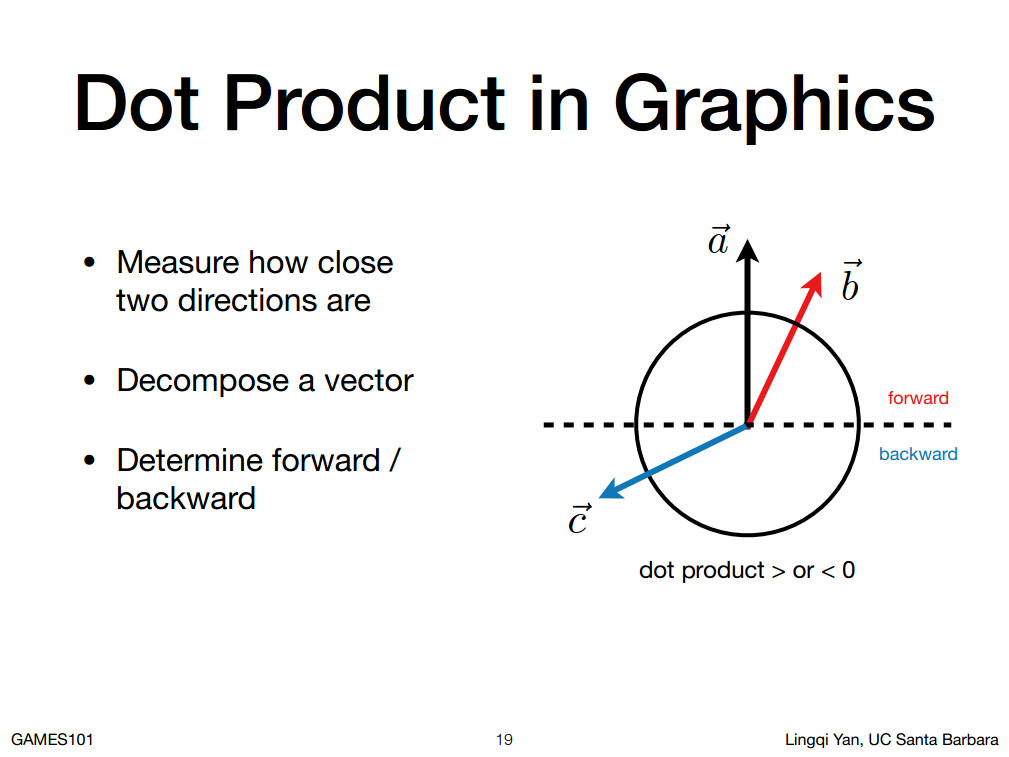 Dot Product in Graphics
• Measure how close
two directions are
• Decompose a vector
• Determine forward /
backward
$\vec{a}$
$\vec{b}$
forward
backward
$\vec{c}$
dot product > or < 0
GAMES101
19
Lingqi Yan, UC Santa Barbara